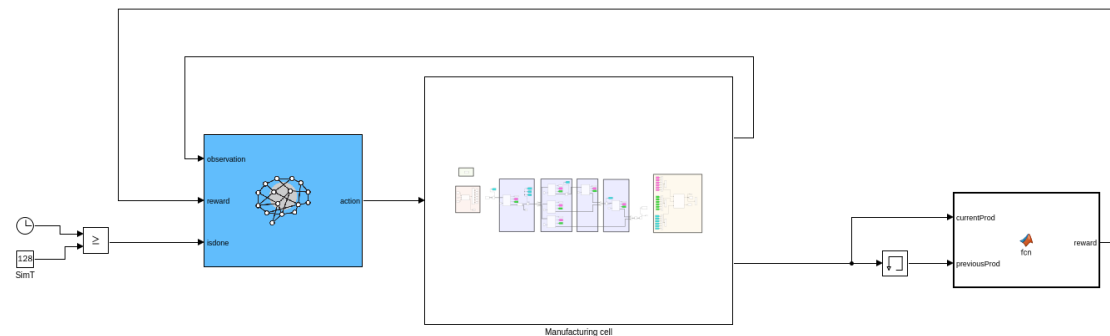 observation
reward
isdone
action
≥
128
SimT
Manufacturing cell
currentProd
previousProd
fcn
reward